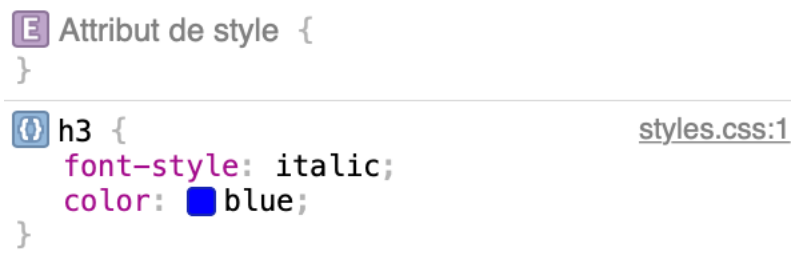 E Attribut de style {
}
{} h3 { styles.css:1
font-style: italic;
color: blue;
}